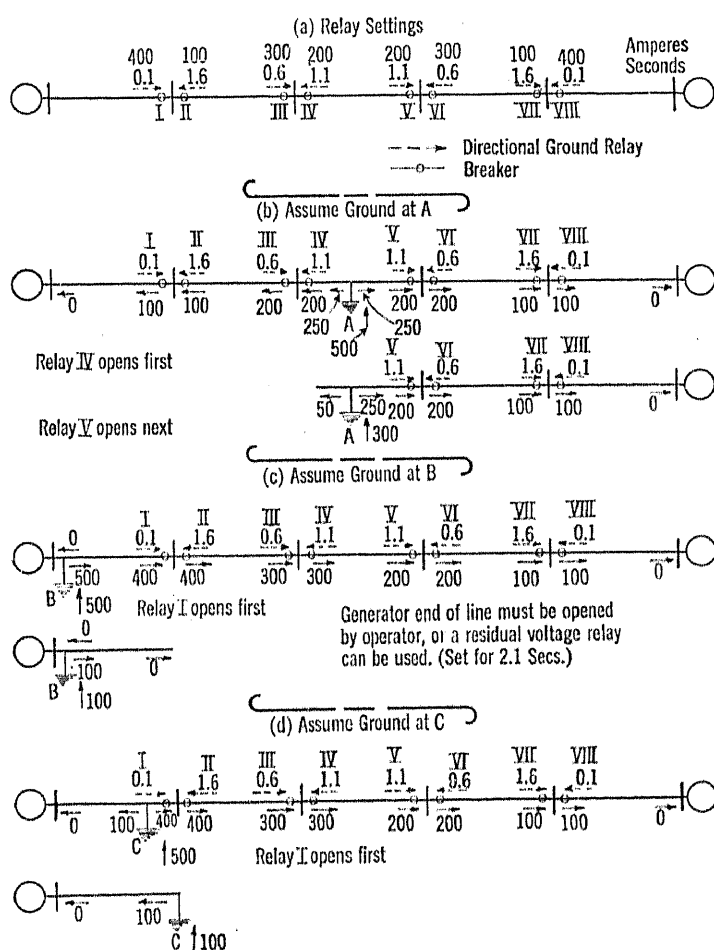 (a) Relay Settings
400 100 300 200 200 300 100 400 Amperes
0.1 1.6 0.6 1.1 1.1 0.6 1.6 0.1 Seconds
I II III IV V VI VII VIII
Directional Ground Relay
Breaker
(b) Assume Ground at A
I II III IV V VI VII VIII
0.1 1.6 0.6 1.1 1.1 0.6 1.6 0.1
0 100 100 200 200 200 200 100 100 0
250 A 250
500
Relay IV opens first
V VI VII VIII
1.1 0.6 1.6 0.1
50 250 200 200 100 100 0
A 300
Relay V opens next
(c) Assume Ground at B
I II III IV V VI VII VIII
0 0.1 1.6 0.6 1.1 1.1 0.6 1.6 0.1
500 400 400 300 300 200 200 100 100 0
B 500
Relay I opens first
Generator end of line must be opened
by operator, or a residual voltage relay
can be used. (Set for 2.1 Secs.)
0
100 0
B 100
(d) Assume Ground at C
I II III IV V VI VII VIII
0.1 1.6 0.6 1.1 1.1 0.6 1.6 0.1
0 100 400 400 300 300 200 200 100 100 0
C 500
Relay I opens first
0 100
C 100